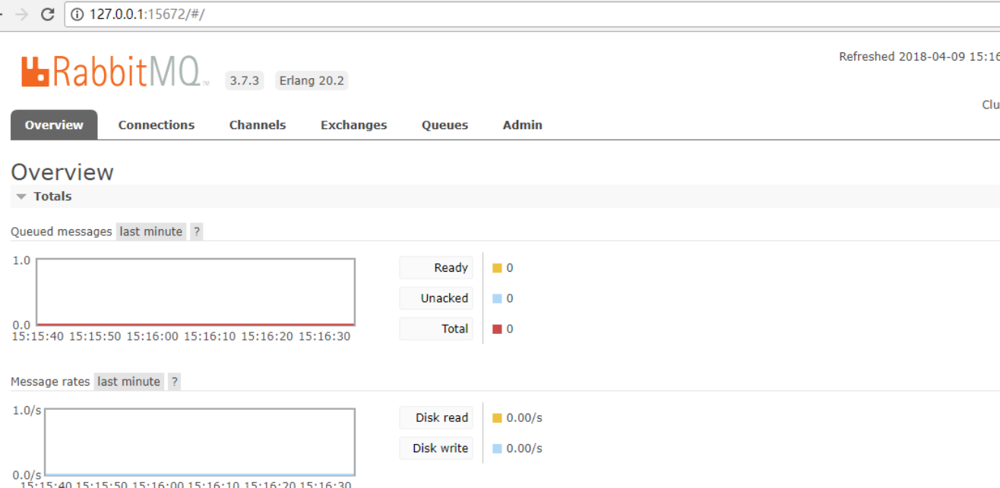 127.0.0.1:15672/#/
Refreshed 2018-04-09 15:16
RabbitMQ™ 3.7.3 Erlang 20.2
Clu
Overview Connections Channels Exchanges Queues Admin
Overview
Totals
Queued messages last minute ?
1.0
Ready 0
Unacked 0
0.0
Total 0
15:15:40 15:15:50 15:16:00 15:16:10 15:16:20 15:16:30
Message rates last minute ?
1.0/s
Disk read 0.00/s
Disk write 0.00/s
0.0/s
15:15:40 15:15:50 15:16:00 15:16:10 15:16:20 15:16:30